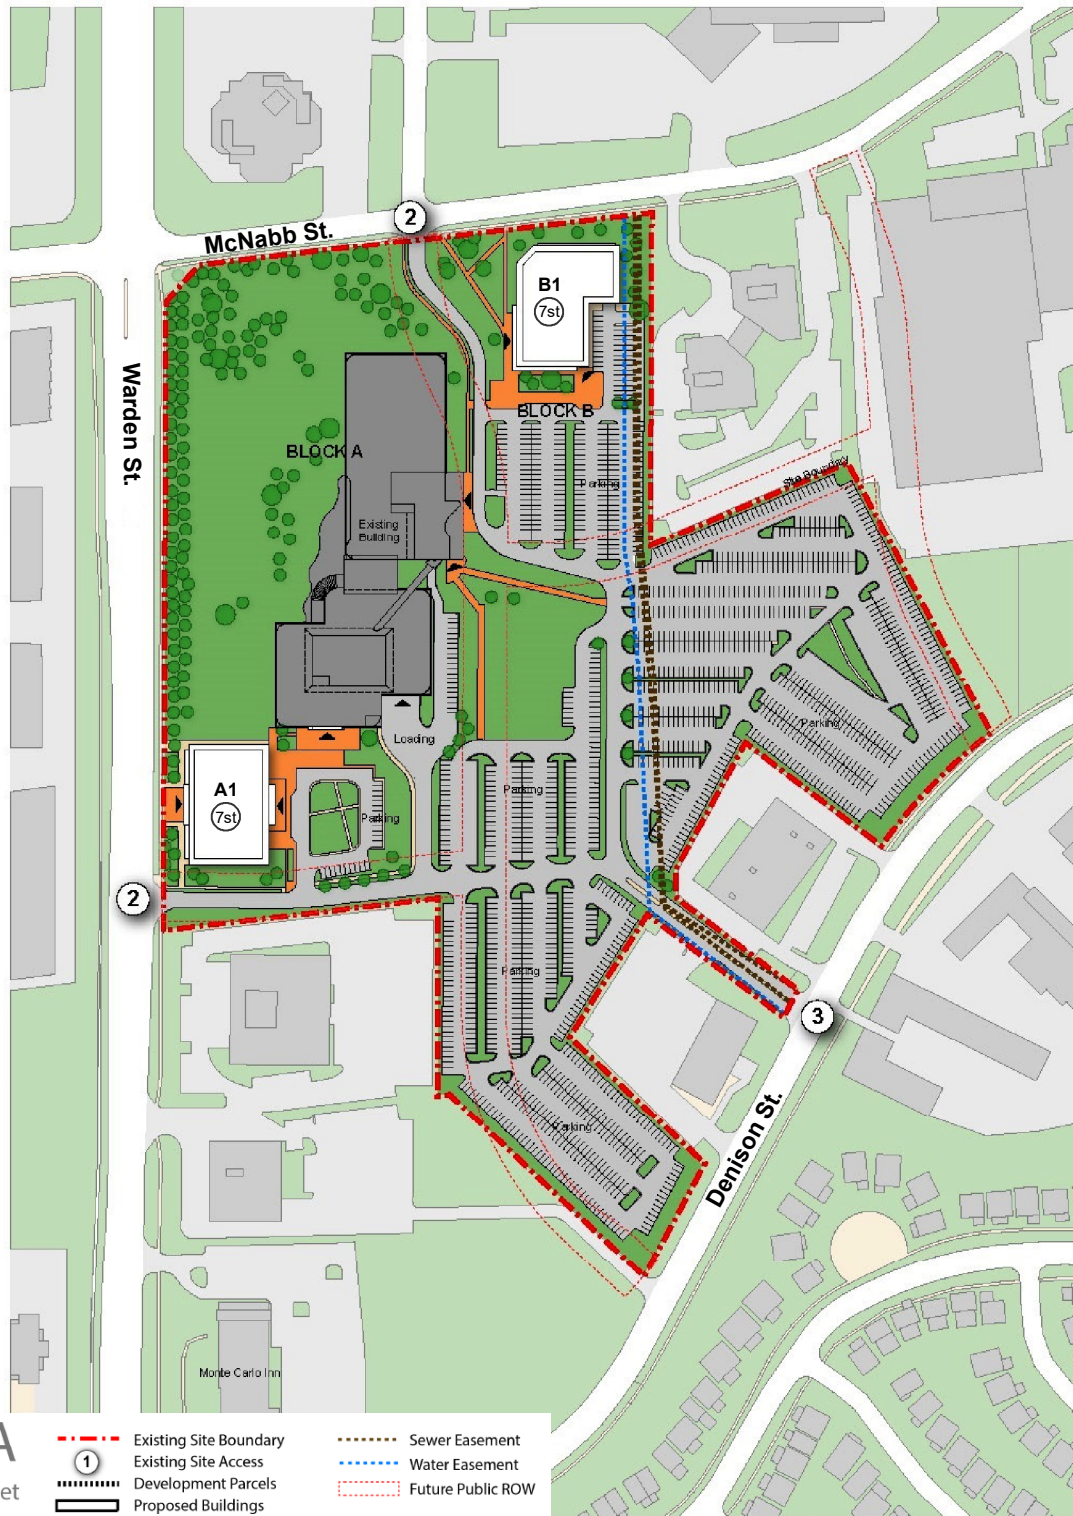 2
McNabb St.
B1
7st
Warden St.
BLOCK B
BLOCK A
Site Boundary
Parking
Existing
Building
Parking
Loading
A1
7st
Parking
Parking
2
Parking
3
Parking
Denison St.
Monte Carlo Inn
A
et
Existing Site Boundary
1
Existing Site Access
Development Parcels
Proposed Buildings
Sewer Easement
Water Easement
Future Public ROW